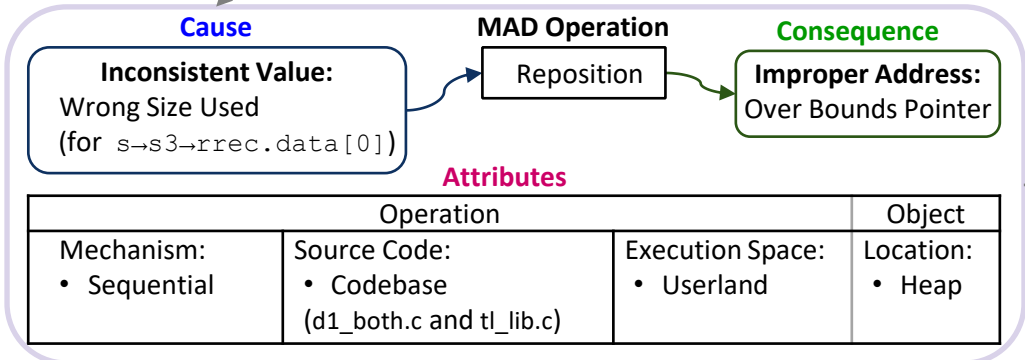 Cause
MAD Operation
Consequence
Inconsistent Value:
Wrong Size Used
(for s→s3→rrec.data[0])
Reposition
Improper Address:
Over Bounds Pointer
Attributes
Operation
Object
Mechanism:
• Sequential
Source Code:
• Codebase
(d1_both.c and tl_lib.c)
Execution Space:
• Userland
Location:
• Heap